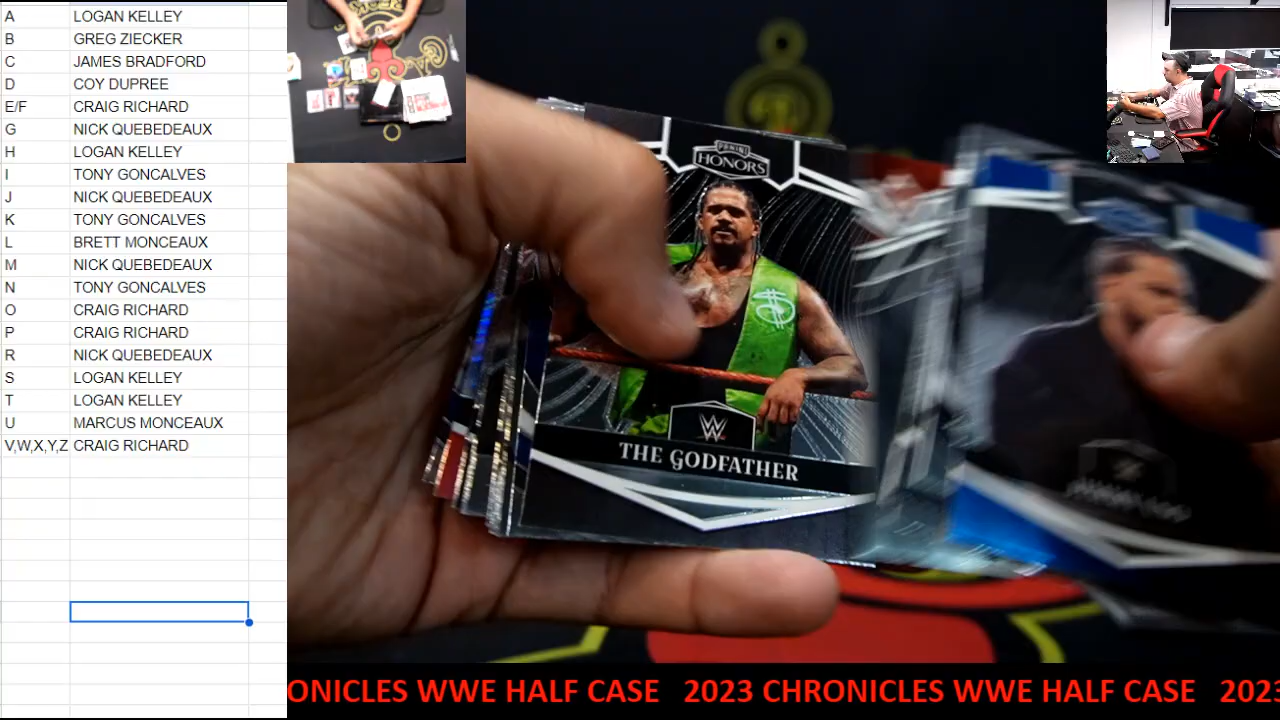 A LOGAN KELLEY
B GREG ZIECKER
C JAMES BRADFORD
D COY DUPREE
E/F CRAIG RICHARD
G NICK QUEBEDEAUX
H LOGAN KELLEY
I TONY GONCALVES
J NICK QUEBEDEAUX
K TONY GONCALVES
L BRETT MONCEAUX
M NICK QUEBEDEAUX
N TONY GONCALVES
O CRAIG RICHARD
P CRAIG RICHARD
R NICK QUEBEDEAUX
S LOGAN KELLEY
T LOGAN KELLEY
U MARCUS MONCEAUX
V,W,X,Y,Z CRAIG RICHARD
PANINI
HONORS
$
W
THE GODFATHER
ONICLES WWE HALF CASE 2023 CHRONICLES WWE HALF CASE 2023